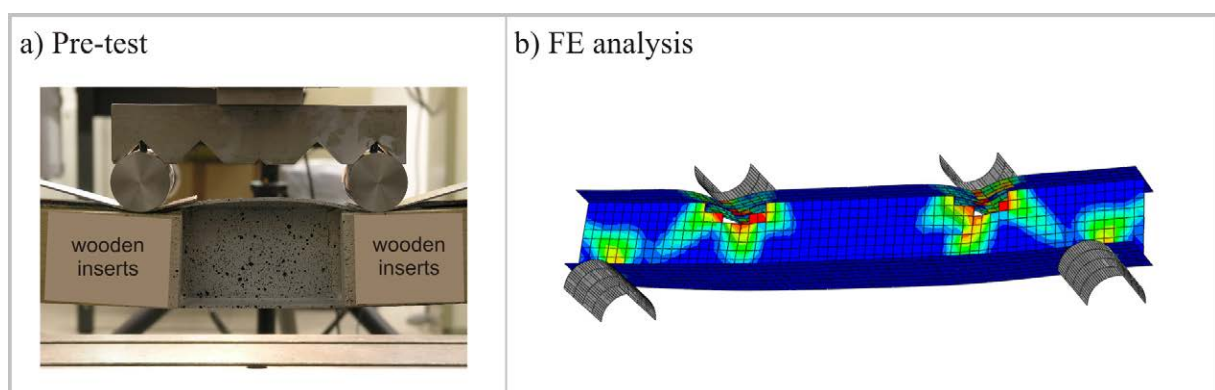 a) Pre-test
b) FE analysis
wooden
inserts
wooden
inserts